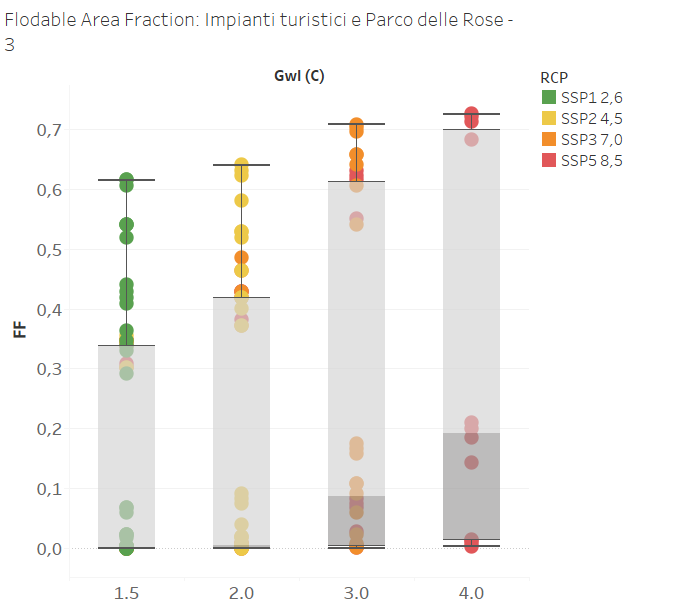 Flodable Area Fraction: Impianti turistici e Parco delle Rose -
3
Gwl (C)
RCP
SSP1 2,6
SSP2 4,5
SSP3 7,0
SSP5 8,5
FF
0,7
0,6
0,5
0,4
0,3
0,2
0,1
0,0
1.5 2.0 3.0 4.0